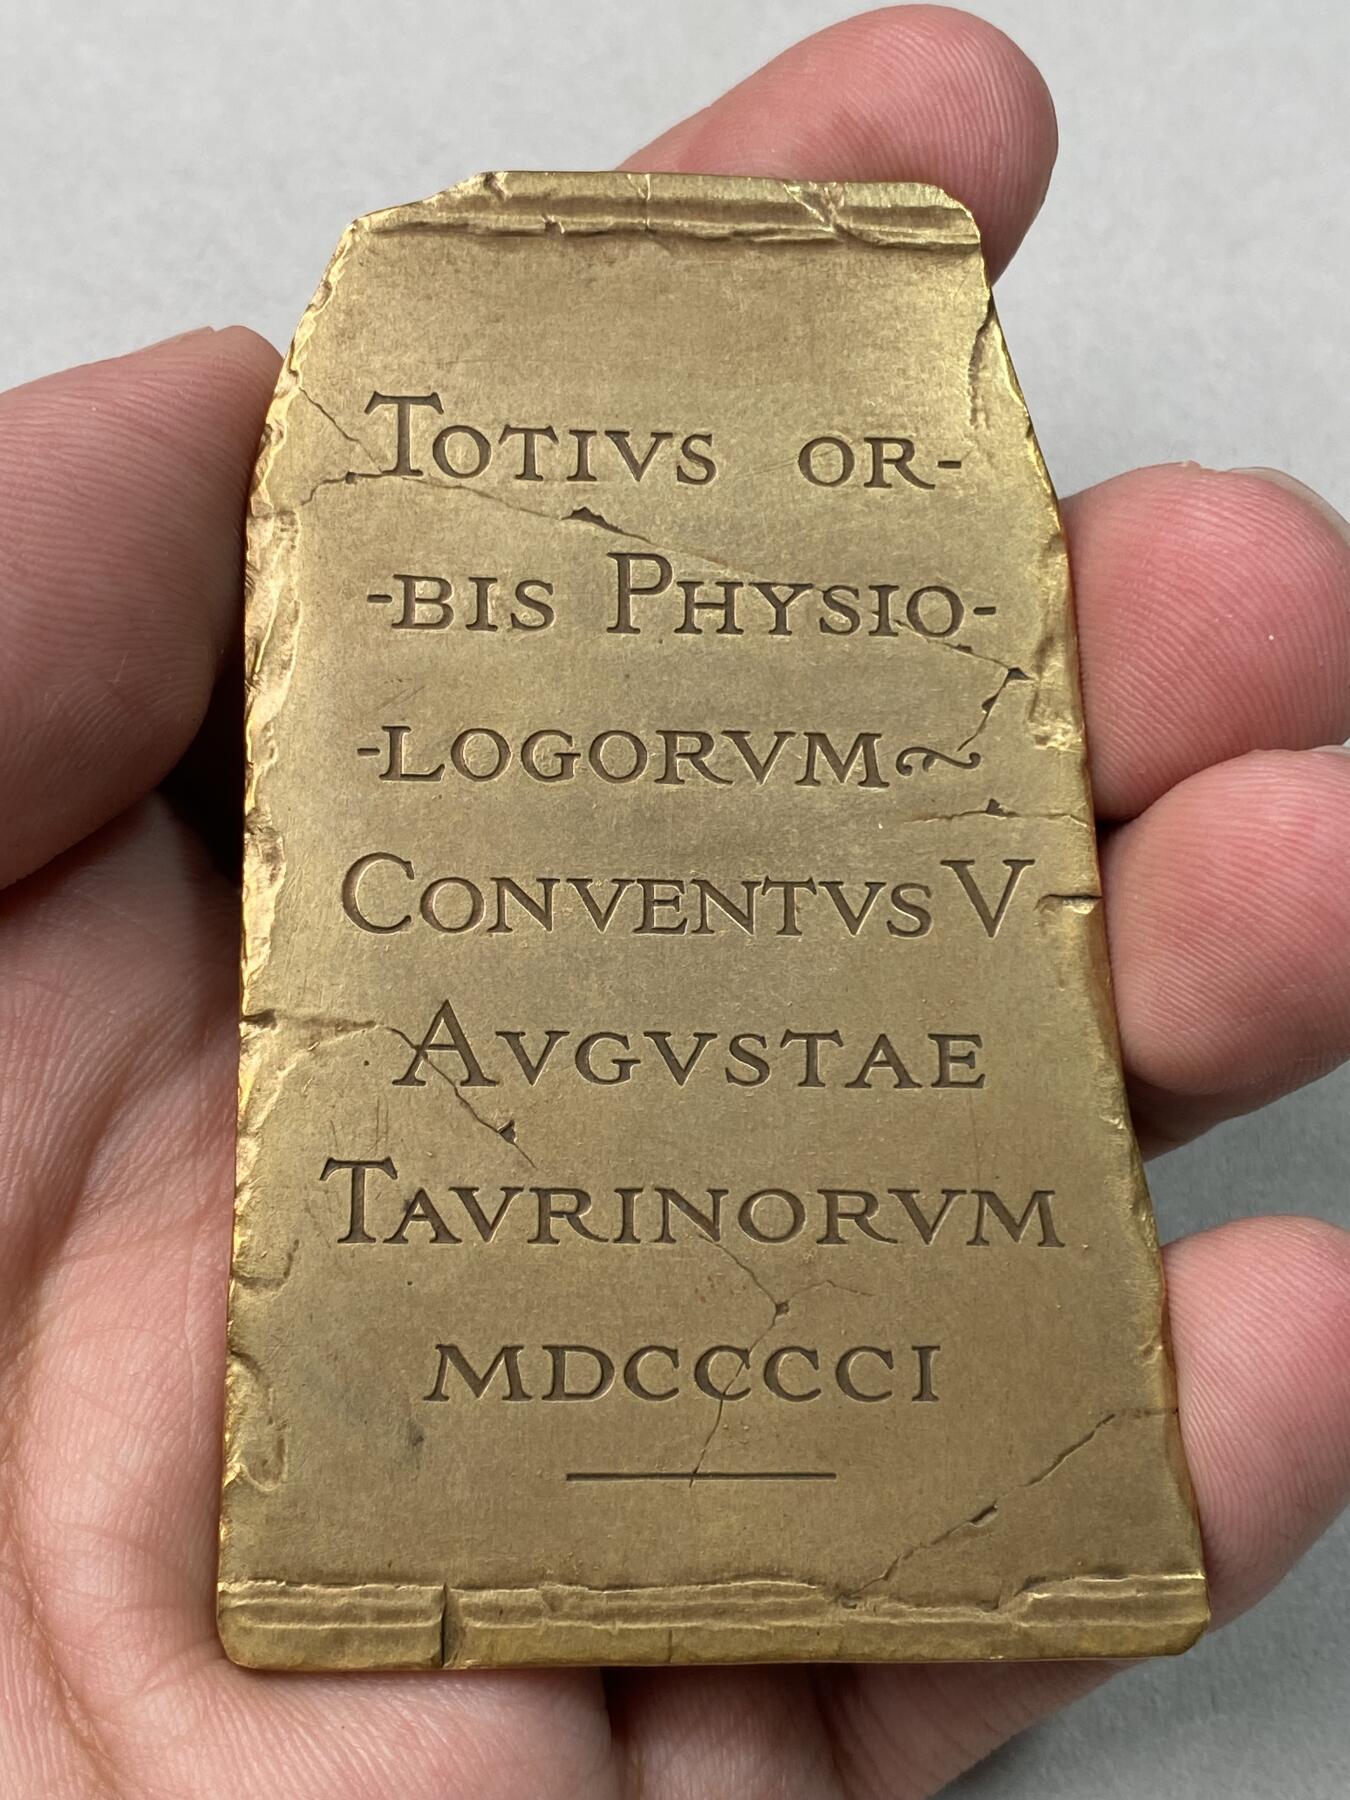 TOTIVS OR-
-BIS PHYSIO-
-LOGORVM~
CONVENTVS V
AVGVSTAE
TAVRINORVM
MDCCCCI